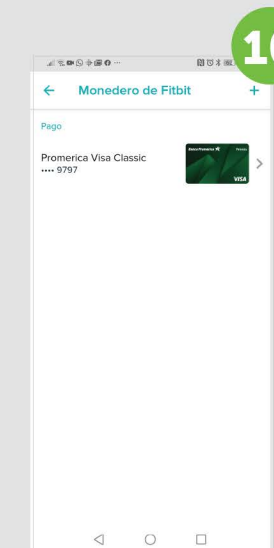 10
Monedero de Fitbit
Pago
Promerica Visa Classic
•••• 9797
VISA